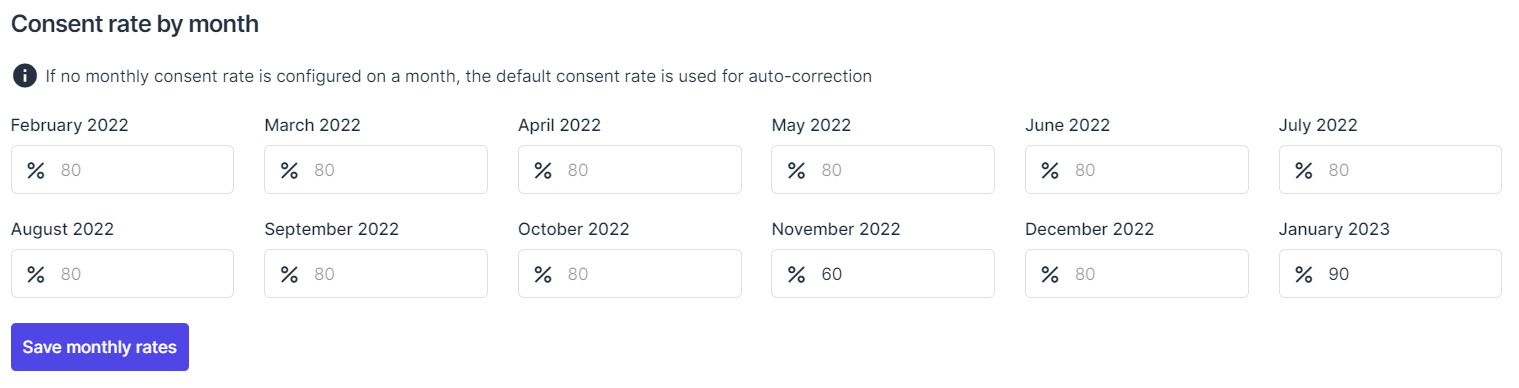 Consent rate by month
If no monthly consent rate is configured on a month, the default consent rate is used for auto-correction
February 2022 March 2022 April 2022 May 2022 June 2022 July 2022
% 80 % 80 % 80 % 80 % 80 % 80
August 2022 September 2022 October 2022 November 2022 December 2022 January 2023
% 80 % 80 % 80 % 60 % 80 % 90
Save monthly rates